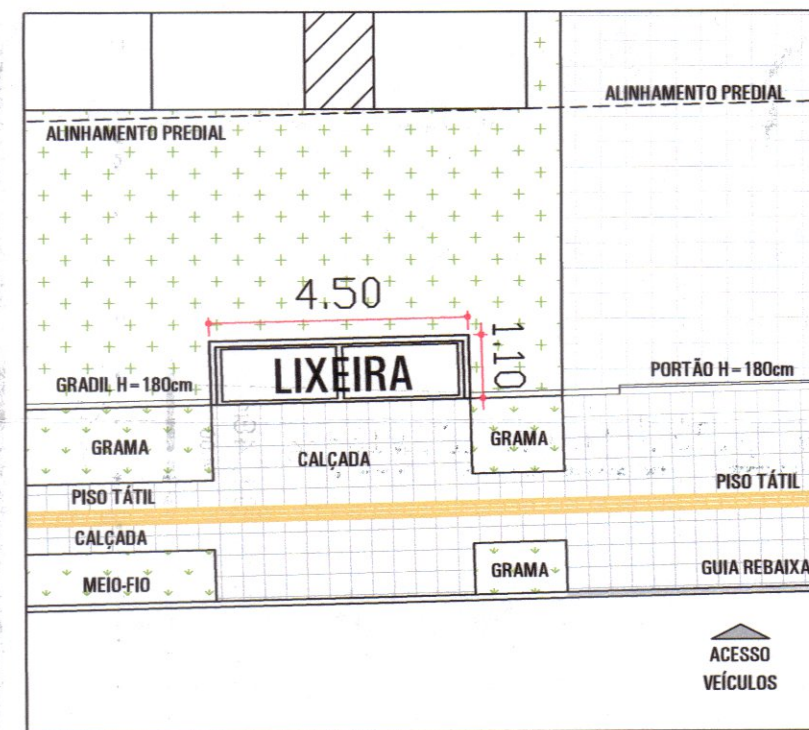 ALINHAMENTO PREDIAL
ALINHAMENTO PREDIAL
4.50
1.10
LIXEIRA
GRADIL H=180cm
PORTÃO H=180cm
GRAMA
CALÇADA
GRAMA
PISO TÁTIL
PISO TÁTIL
CALÇADA
MEIO-FIO
GRAMA
GUIA REBAIXA
ACESSO
VEÍCULOS